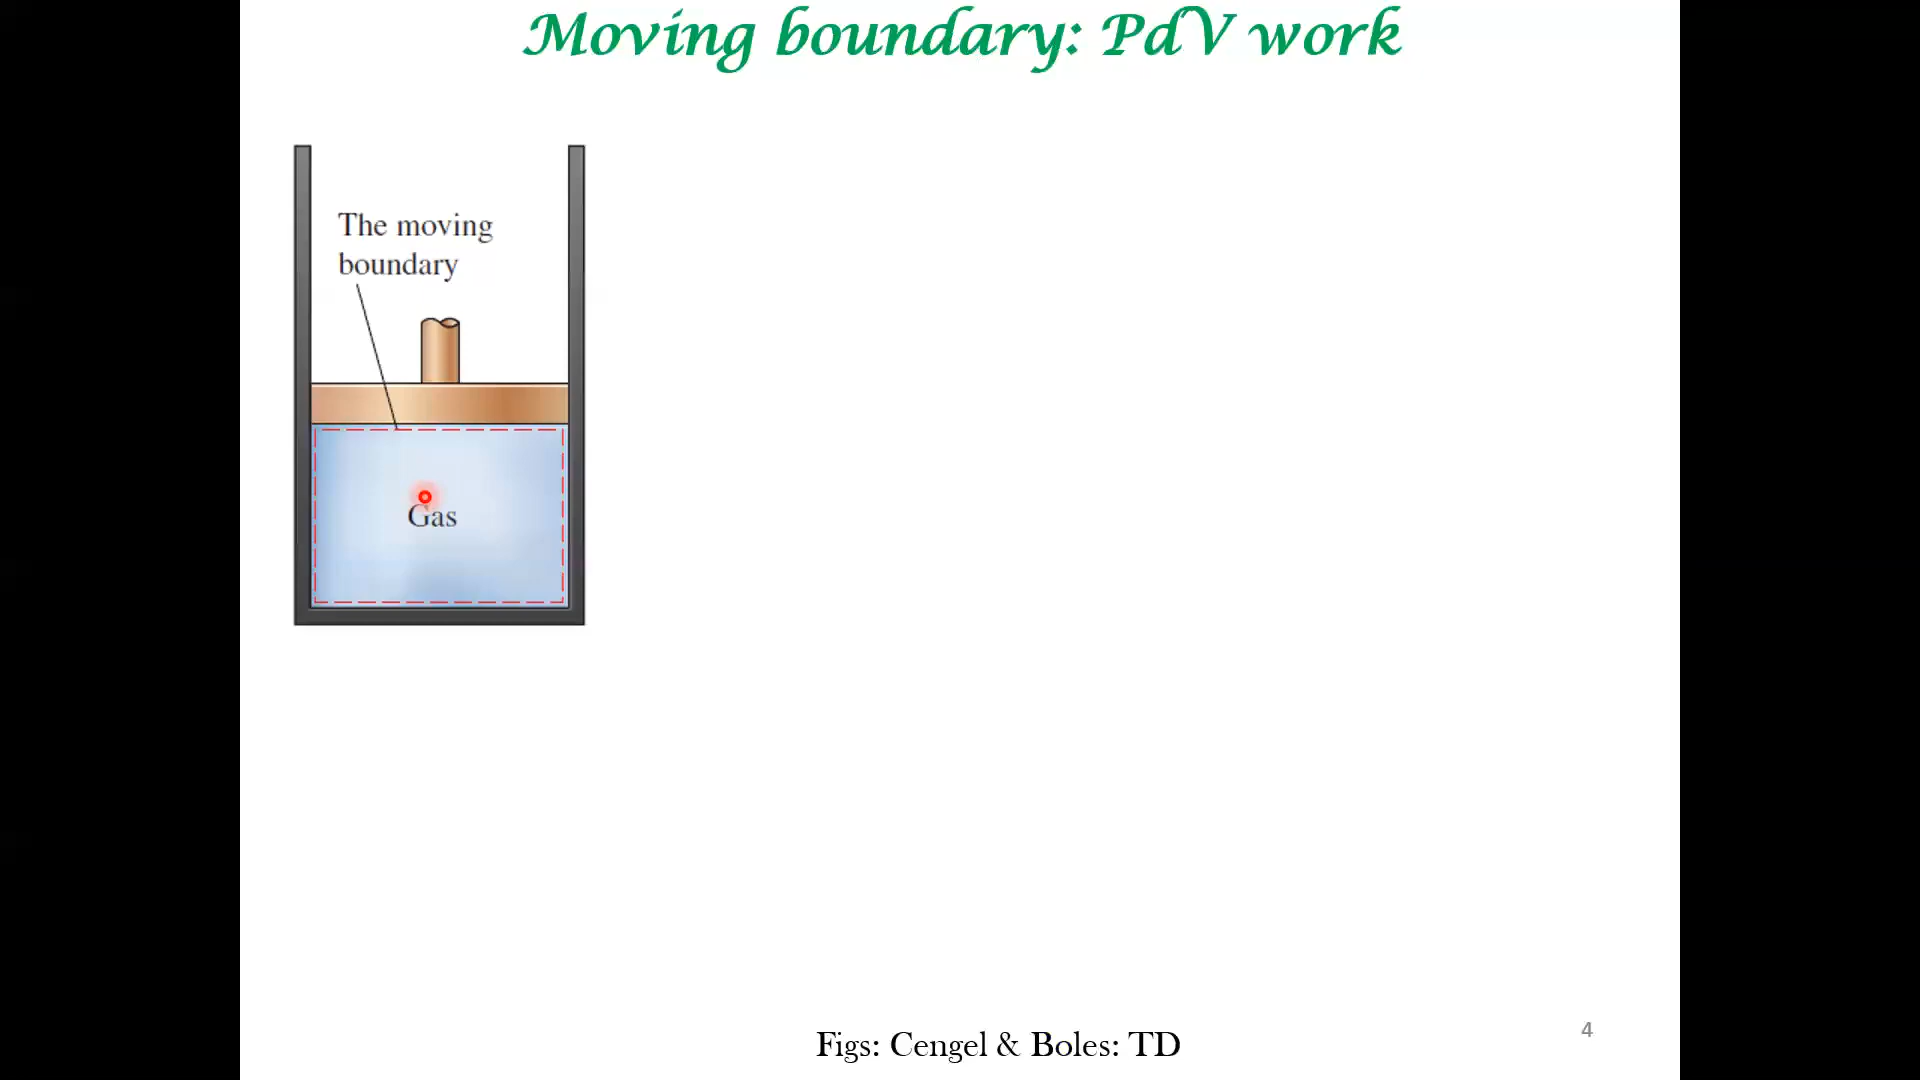 Moving boundary: PdV work
The moving
boundary
Gas
Figs: Cengel & Boles: TD
4